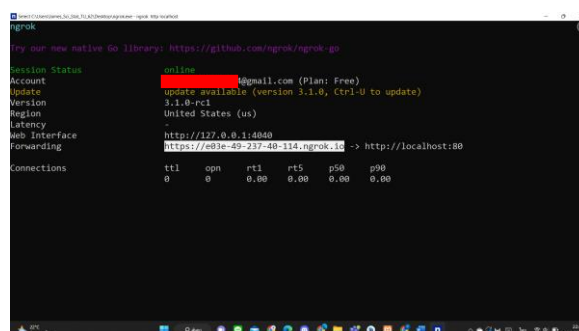 ngrok
Try our new native Go library: https://github.com/ngrok/ngrok-go
Session Status online
Account 4@gmail.com (Plan: Free)
Update update available (version 3.1.0, Ctrl-U to update)
Version 3.1.0-rc1
Region United States (us)
Latency -
Web Interface http://127.0.0.1:4040
Forwarding https://e03e-49-237-40-114.ngrok.io -> http://localhost:80
Connections ttl opn rt1 rt5 p50 p90
0 0 0.00 0.00 0.00 0.00